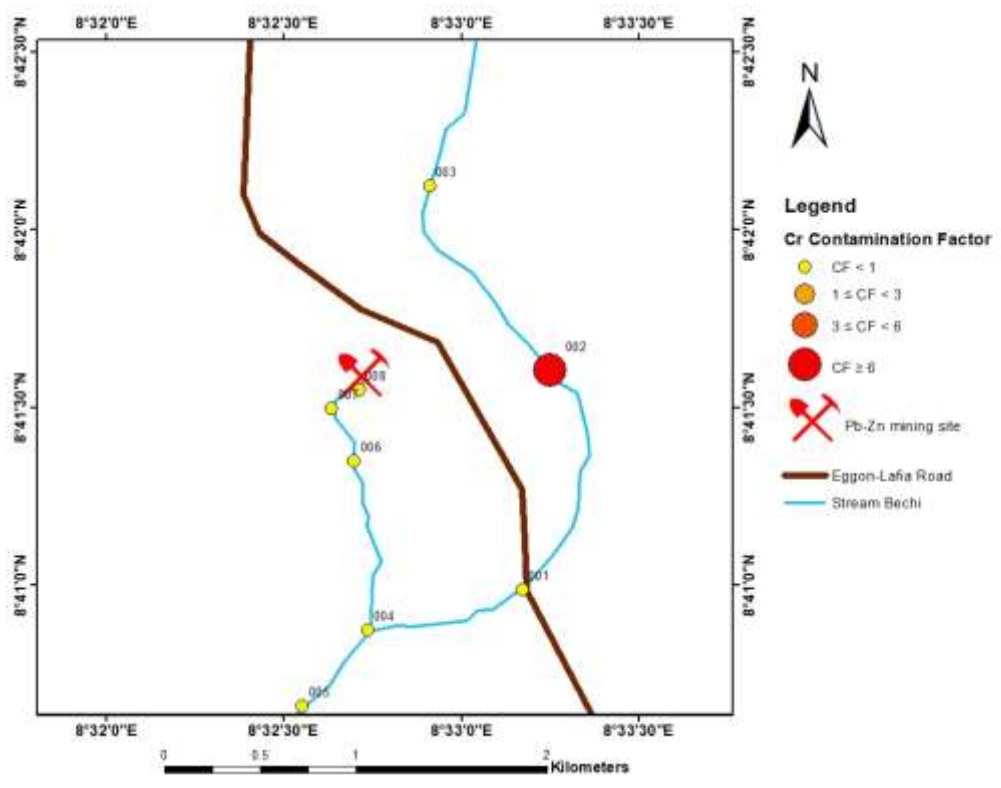 8°32'0"E 8°32'30"E 8°33'0"E 8°33'30"E
8°42'30"N 8°42'30"N
N
003
Legend
8°42'0"N 8°42'0"N
Cr Contamination Factor
CF < 1
1 ≤ CF < 3
3 ≤ CF < 6
002
CF ≥ 6
008
007
8°41'30"N 8°41'30"N
Pb-Zn mining site
006
Eggon-Lafia Road
Stream Bechi
001
8°41'0"N 8°41'0"N
004
005
8°32'0"E 8°32'30"E 8°33'0"E 8°33'30"E
0 0.5 1 2
Kilometers